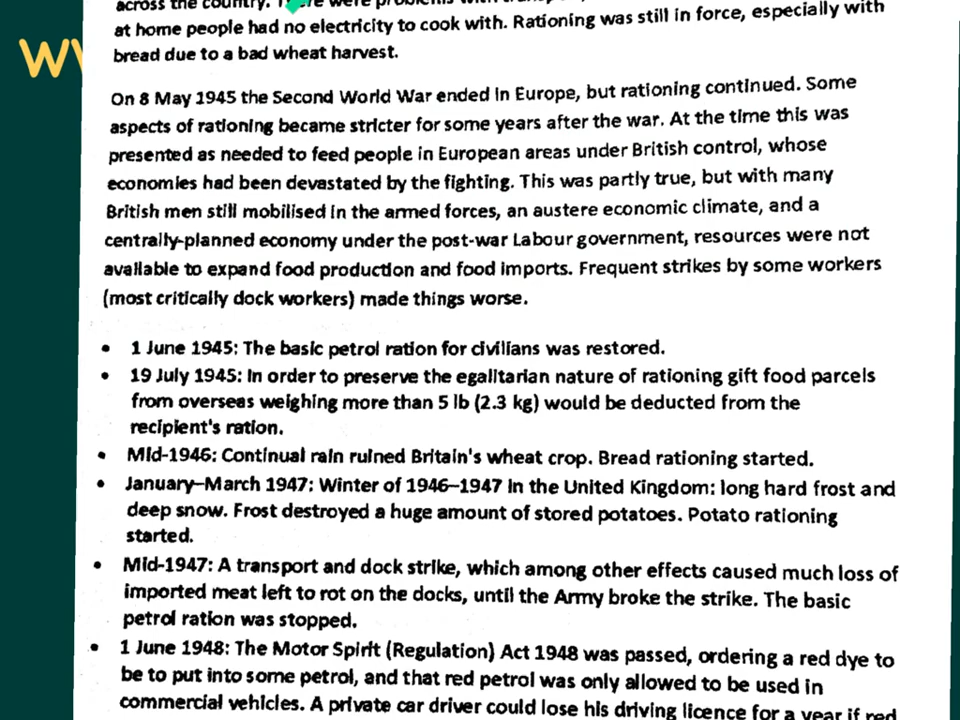 across the country.
at home people had no electricity to cook with. Rationing was still in force, especially with
bread due to a bad wheat harvest.
On 8 May 1945 the Second World War ended in Europe, but rationing continued. Some
aspects of rationing became stricter for some years after the war. At the time this was
presented as needed to feed people in European areas under British control, whose
economies had been devastated by the fighting. This was partly true, but with many
British men still mobilised in the armed forces, an austere economic climate, and a
centrally-planned economy under the post-war Labour government, resources were not
available to expand food production and food imports. Frequent strikes by some workers
(most critically dock workers) made things worse.
• 1 June 1945: The basic petrol ration for civilians was restored.
• 19 July 1945: In order to preserve the egalitarian nature of rationing gift food parcels
from overseas weighing more than 5 lb (2.3 kg) would be deducted from the
recipient's ration.
• Mid-1946: Continual rain ruined Britain's wheat crop. Bread rationing started.
• January–March 1947: Winter of 1946–1947 in the United Kingdom: long hard frost and
deep snow. Frost destroyed a huge amount of stored potatoes. Potato rationing
started.
• Mid-1947: A transport and dock strike, which among other effects caused much loss of
imported meat left to rot on the docks, until the Army broke the strike. The basic
petrol ration was stopped.
• 1 June 1948: The Motor Spirit (Regulation) Act 1948 was passed, ordering a red dye to
be to put into some petrol, and that red petrol was only allowed to be used in
commercial vehicles. A private car driver could lose his driving licence for a year if red